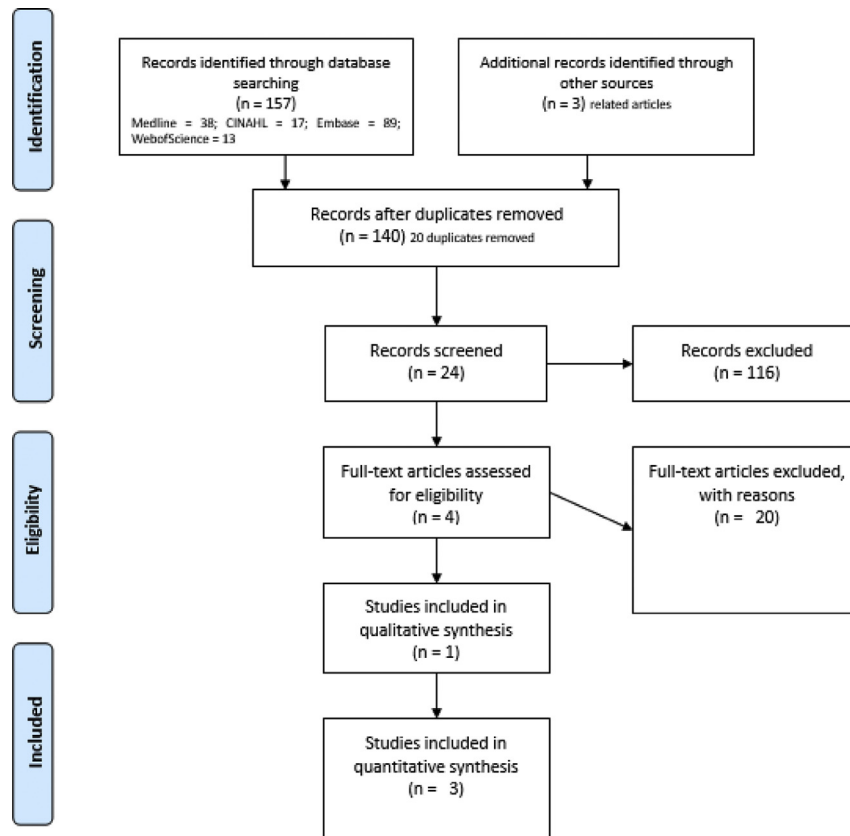 Identification
Records identified through database
searching
(n = 157)
Medline = 38; CINAHL = 17; Embase = 89;
WebofScience = 13
Additional records identified through
other sources
(n = 3) related articles
Records after duplicates removed
(n = 140) 20 duplicates removed
Screening
Records screened
(n = 24)
Records excluded
(n = 116)
Eligibility
Full-text articles assessed
for eligibility
(n = 4)
Full-text articles excluded,
with reasons
(n = 20)
Studies included in
qualitative synthesis
(n = 1)
Included
Studies included in
quantitative synthesis
(n = 3)